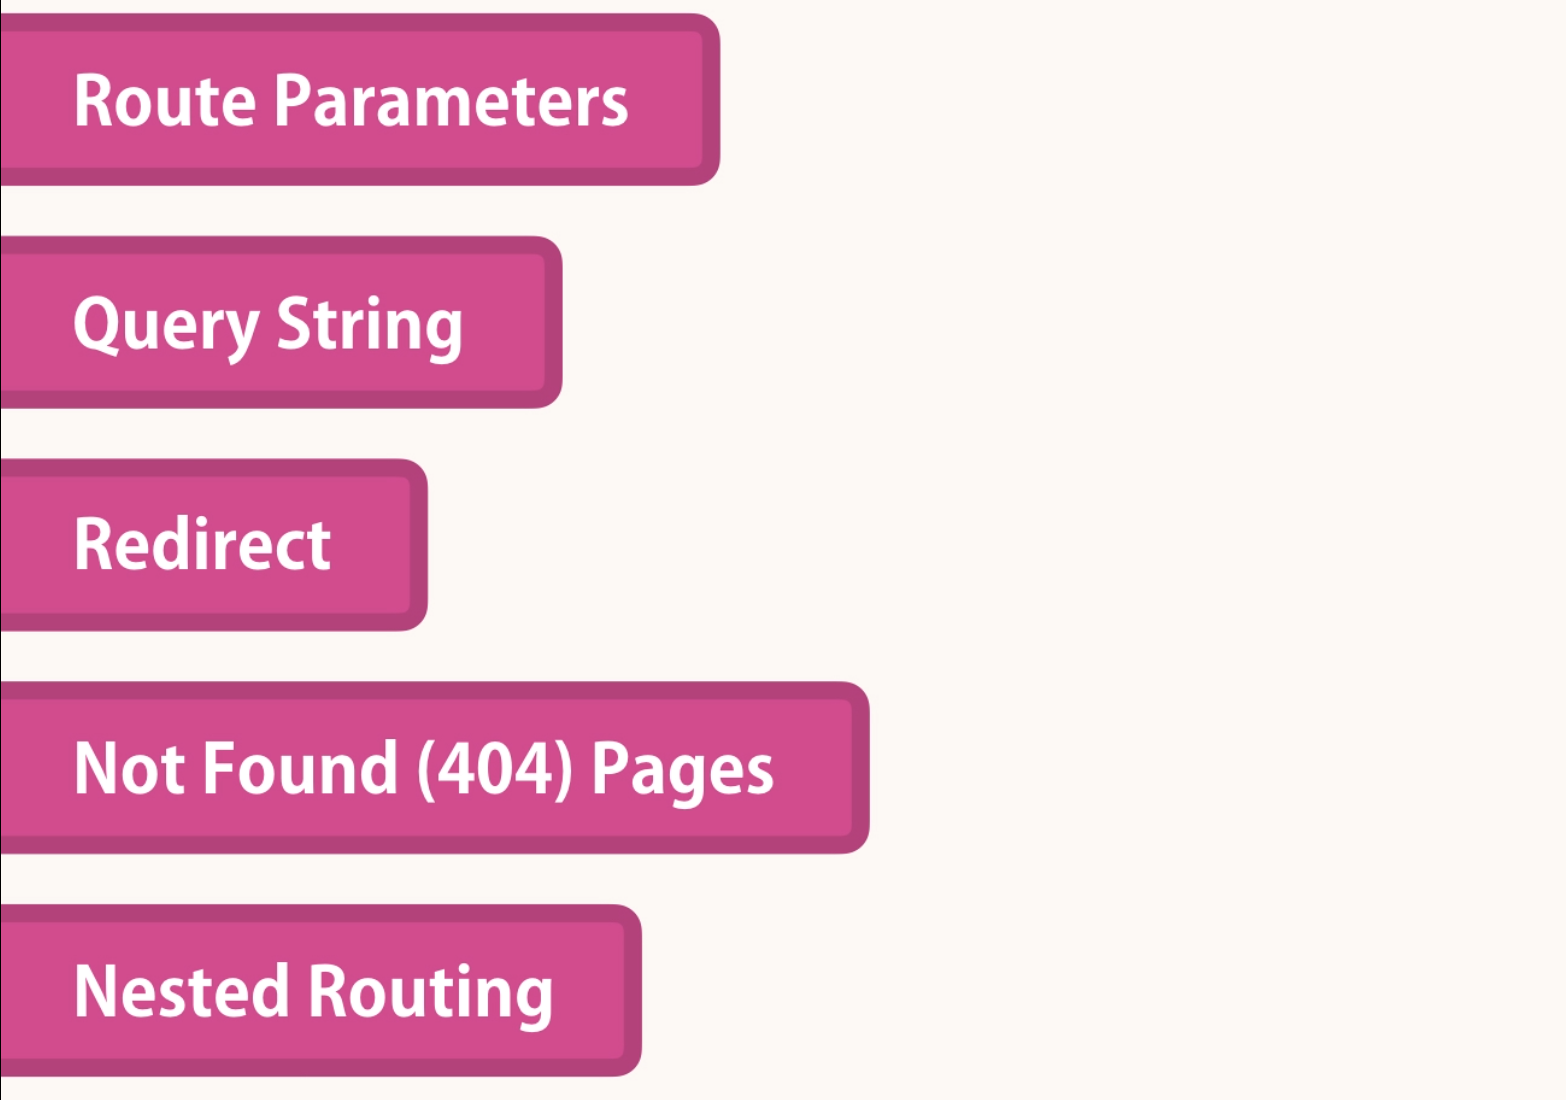 Route Parameters
Query String
Redirect
Not Found (404) Pages
Nested Routing